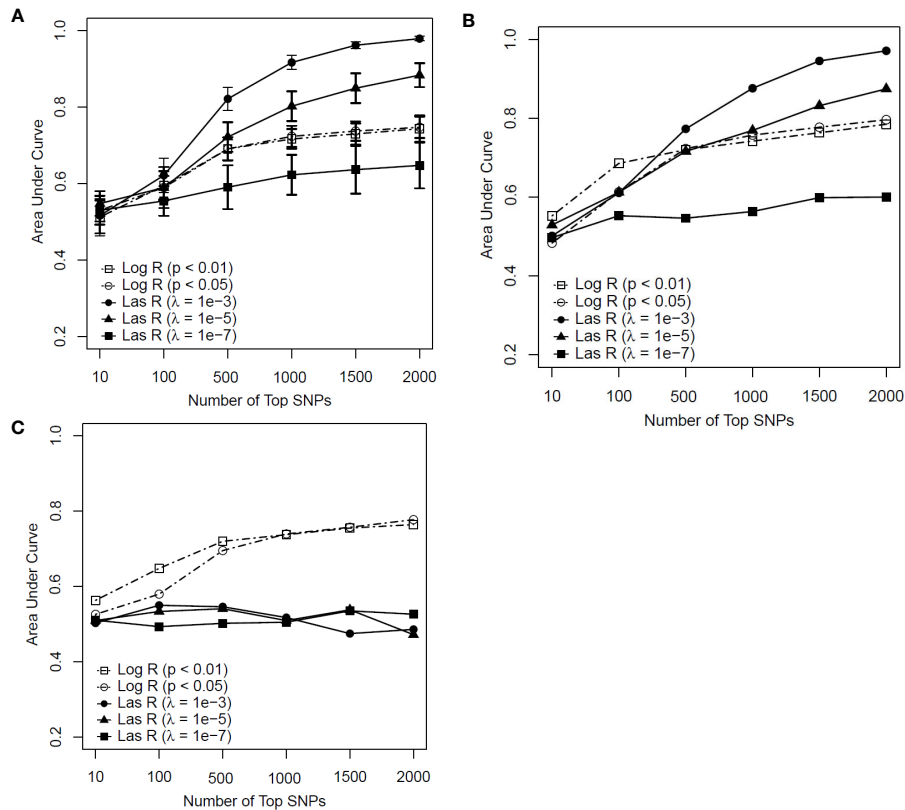 A
Area Under Curve
1.0
0.8
0.6
0.4
0.2
Log R (p < 0.01)
Log R (p < 0.05)
Las R (λ = 1e−3)
Las R (λ = 1e−5)
Las R (λ = 1e−7)
10 100 500 1000 1500 2000
Number of Top SNPs
B
Area Under Curve
1.0
0.8
0.6
0.4
0.2
Log R (p < 0.01)
Log R (p < 0.05)
Las R (λ = 1e−3)
Las R (λ = 1e−5)
Las R (λ = 1e−7)
10 100 500 1000 1500 2000
Number of Top SNPs
C
Area Under Curve
1.0
0.8
0.6
0.4
0.2
Log R (p < 0.01)
Log R (p < 0.05)
Las R (λ = 1e−3)
Las R (λ = 1e−5)
Las R (λ = 1e−7)
10 100 500 1000 1500 2000
Number of Top SNPs